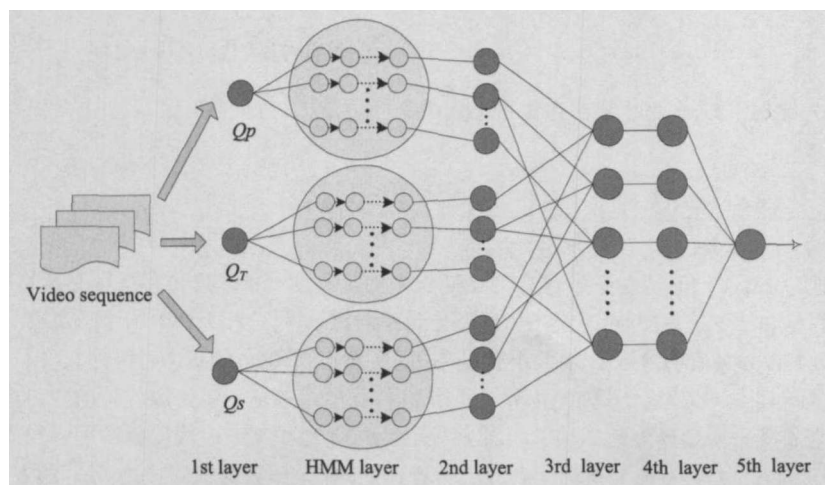 Qp
QT
Video sequence
Qs
1st layer
HMM layer
2nd layer
3rd layer
4th layer
5th layer